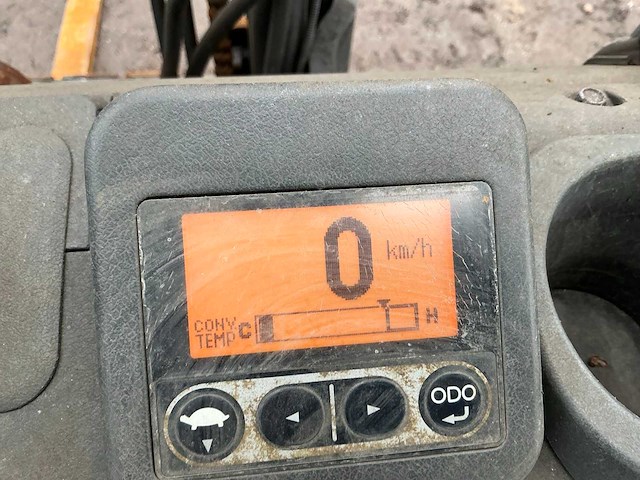 0 km/h
CONV. C H
TEMP
ODO